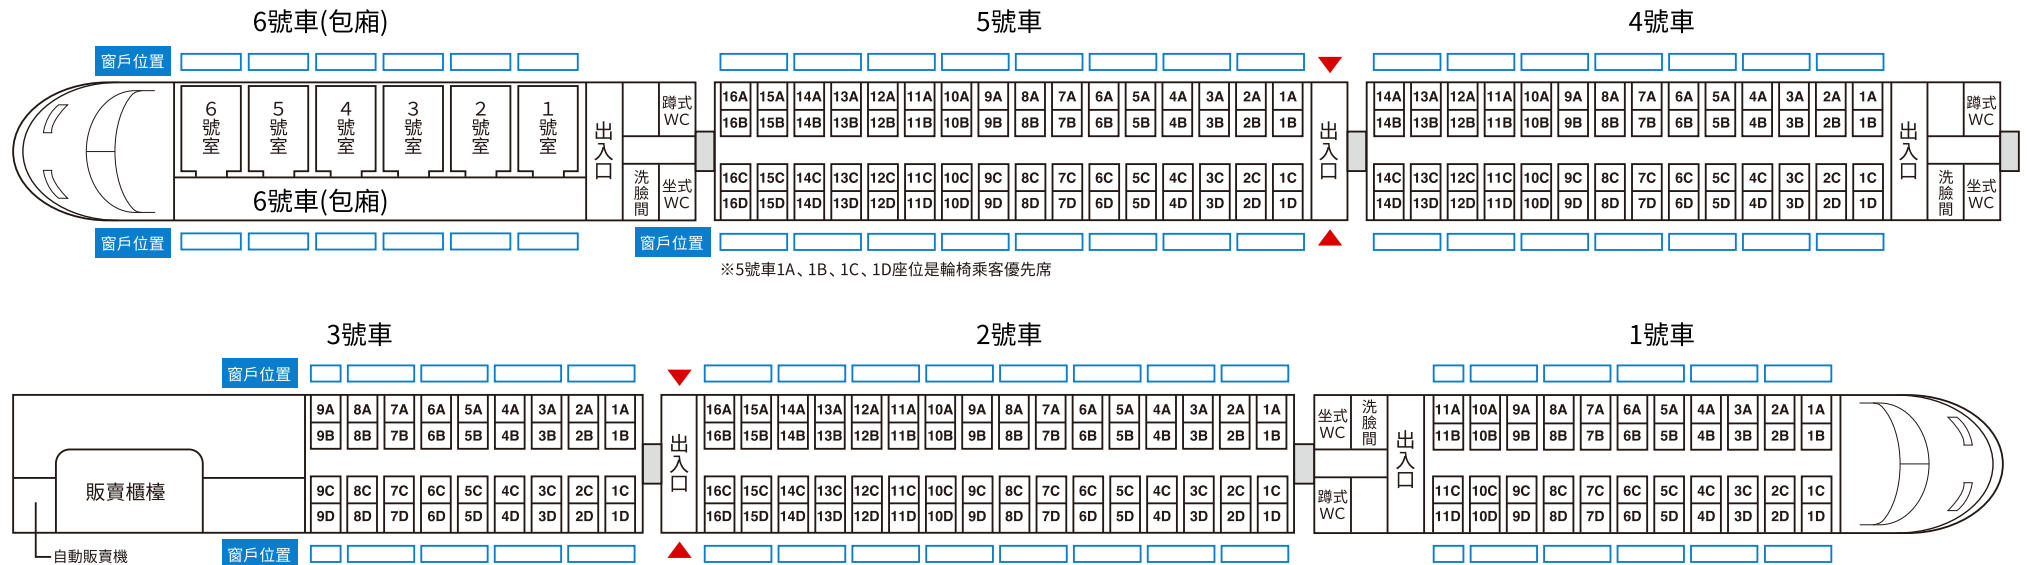 6號車(包廂)
5號車
4號車
窗戶位置
6號室
5號室
4號室
3號室
2號室
1號室
6號車(包廂)
出入口
蹲式WC
洗臉間
坐式WC
窗戶位置
16A 15A 14A 13A 12A 11A 10A 9A 8A 7A 6A 5A 4A 3A 2A 1A
16B 15B 14B 13B 12B 11B 10B 9B 8B 7B 6B 5B 4B 3B 2B 1B
16C 15C 14C 13C 12C 11C 10C 9C 8C 7C 6C 5C 4C 3C 2C 1C
16D 15D 14D 13D 12D 11D 10D 9D 8D 7D 6D 5D 4D 3D 2D 1D
出入口
窗戶位置
※5號車1A、1B、1C、1D座位是輪椅乘客優先席
14A 13A 12A 11A 10A 9A 8A 7A 6A 5A 4A 3A 2A 1A
14B 13B 12B 11B 10B 9B 8B 7B 6B 5B 4B 3B 2B 1B
14C 13C 12C 11C 10C 9C 8C 7C 6C 5C 4C 3C 2C 1C
14D 13D 12D 11D 10D 9D 8D 7D 6D 5D 4D 3D 2D 1D
出入口
蹲式WC
洗臉間
坐式WC
3號車
2號車
1號車
窗戶位置
9A 8A 7A 6A 5A 4A 3A 2A 1A
9B 8B 7B 6B 5B 4B 3B 2B 1B
9C 8C 7C 6C 5C 4C 3C 2C 1C
9D 8D 7D 6D 5D 4D 3D 2D 1D
販賣櫃檯
自動販賣機
窗戶位置
出入口
16A 15A 14A 13A 12A 11A 10A 9A 8A 7A 6A 5A 4A 3A 2A 1A
16B 15B 14B 13B 12B 11B 10B 9B 8B 7B 6B 5B 4B 3B 2B 1B
16C 15C 14C 13C 12C 11C 10C 9C 8C 7C 6C 5C 4C 3C 2C 1C
16D 15D 14D 13D 12D 11D 10D 9D 8D 7D 6D 5D 4D 3D 2D 1D
坐式WC
洗臉間
蹲式WC
出入口
11A 10A 9A 8A 7A 6A 5A 4A 3A 2A 1A
11B 10B 9B 8B 7B 6B 5B 4B 3B 2B 1B
11C 10C 9C 8C 7C 6C 5C 4C 3C 2C 1C
11D 10D 9D 8D 7D 6D 5D 4D 3D 2D 1D